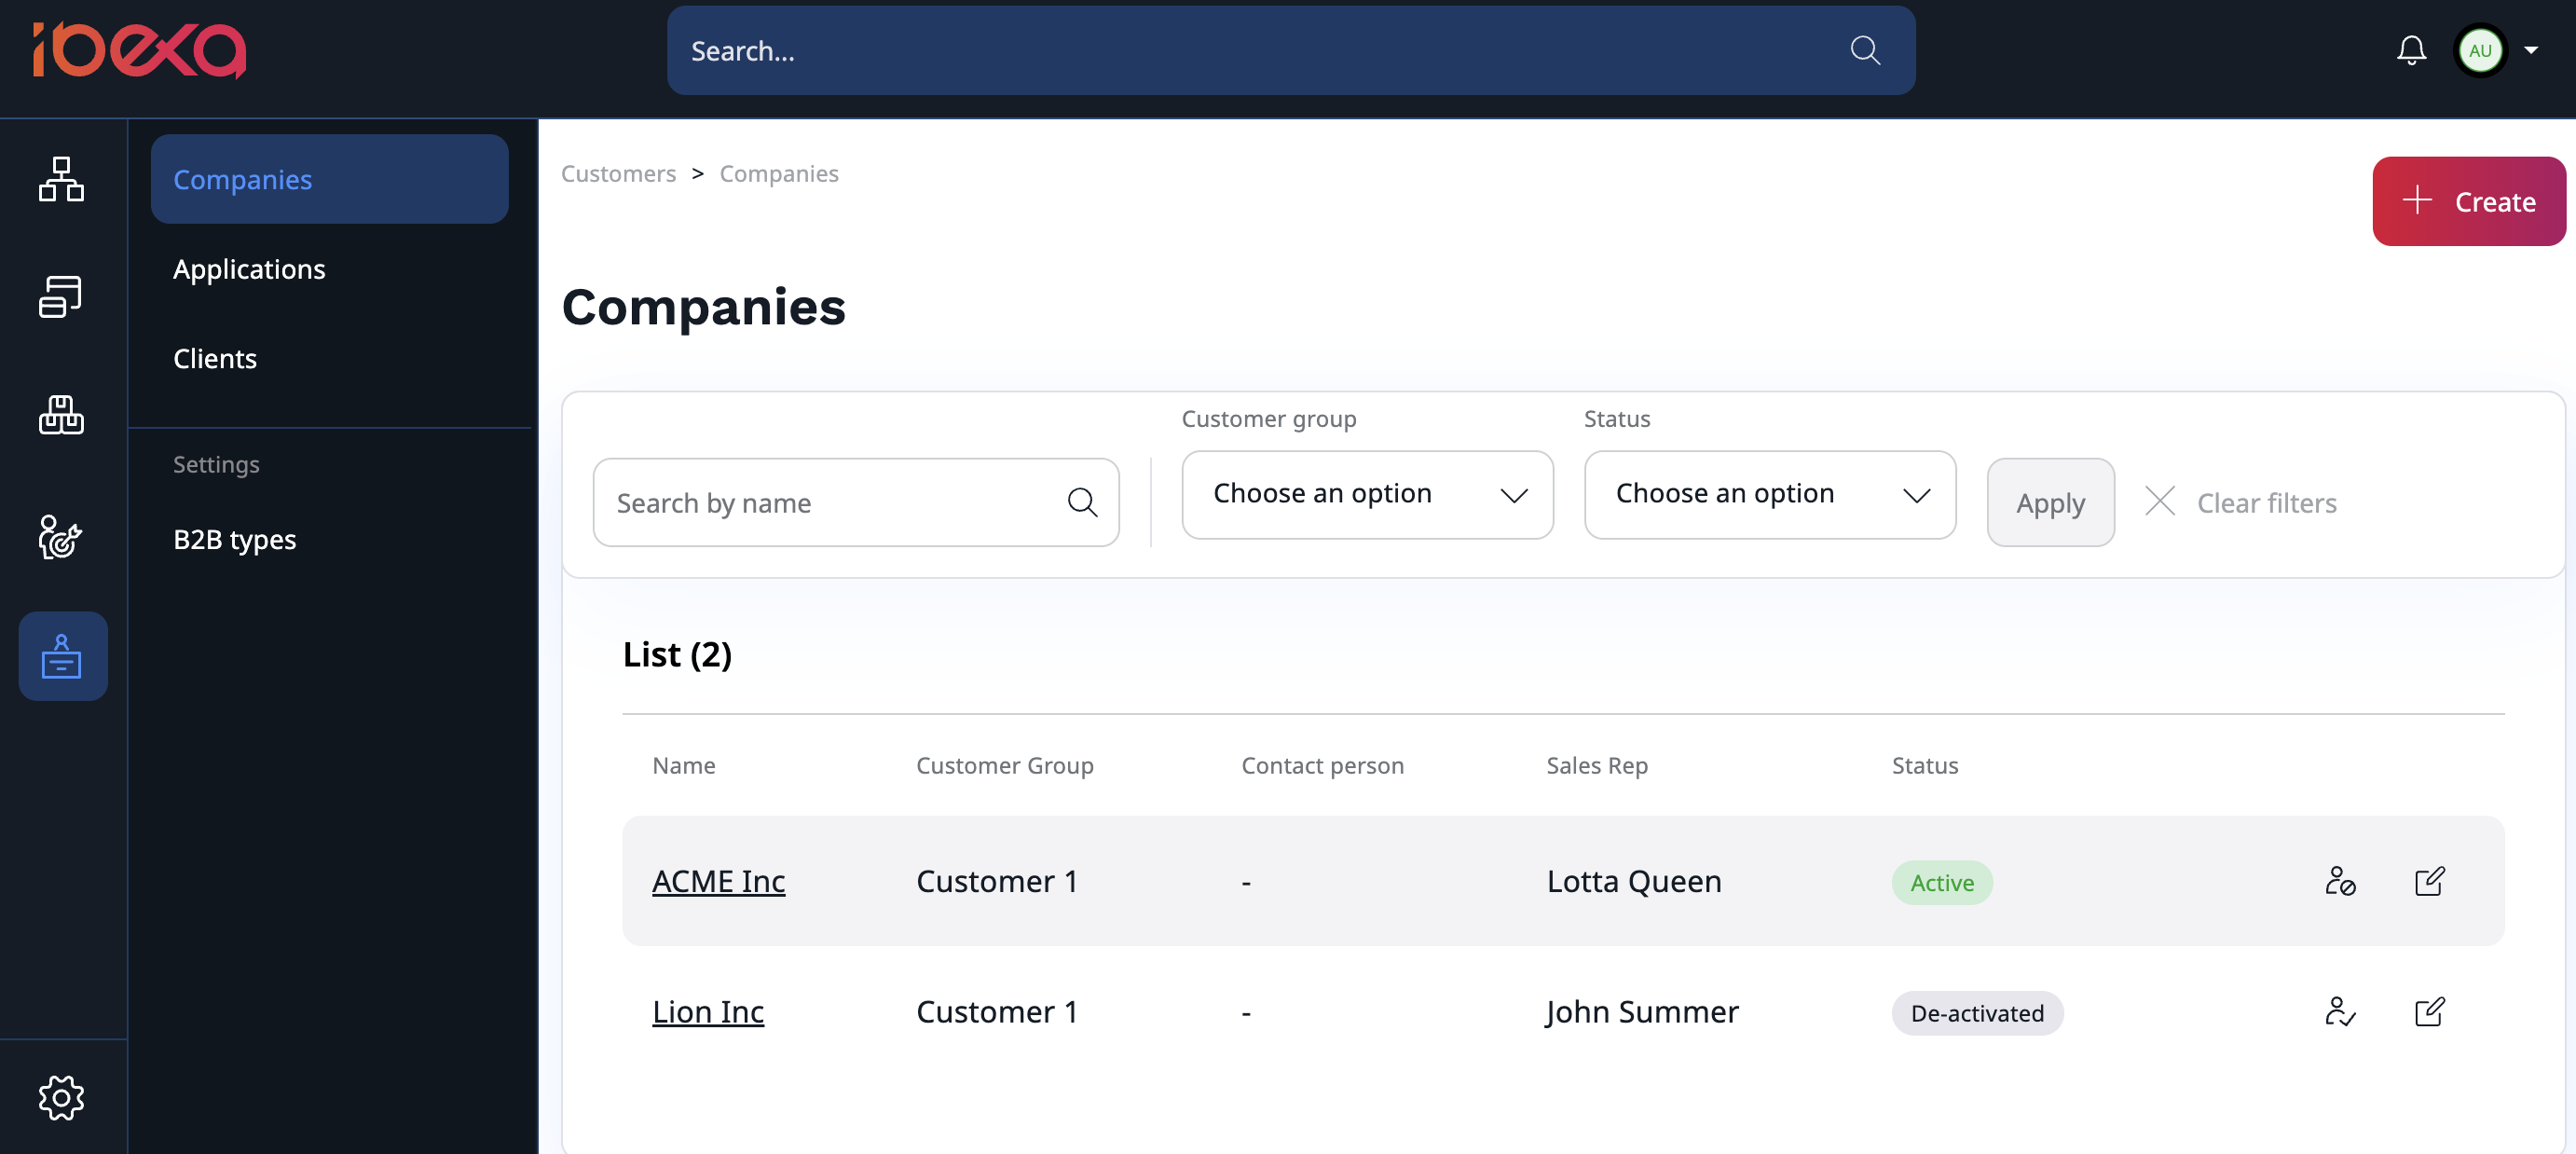 ibexa
Search...
AU
Companies
Applications
Clients
Settings
B2B types
Customers > Companies
Create
Companies
Customer group
Status
Search by name
Choose an option
Choose an option
Apply
Clear filters
List (2)
Name Customer Group Contact person Sales Rep Status
ACME Inc Customer 1 - Lotta Queen Active
Lion Inc Customer 1 - John Summer De-activated